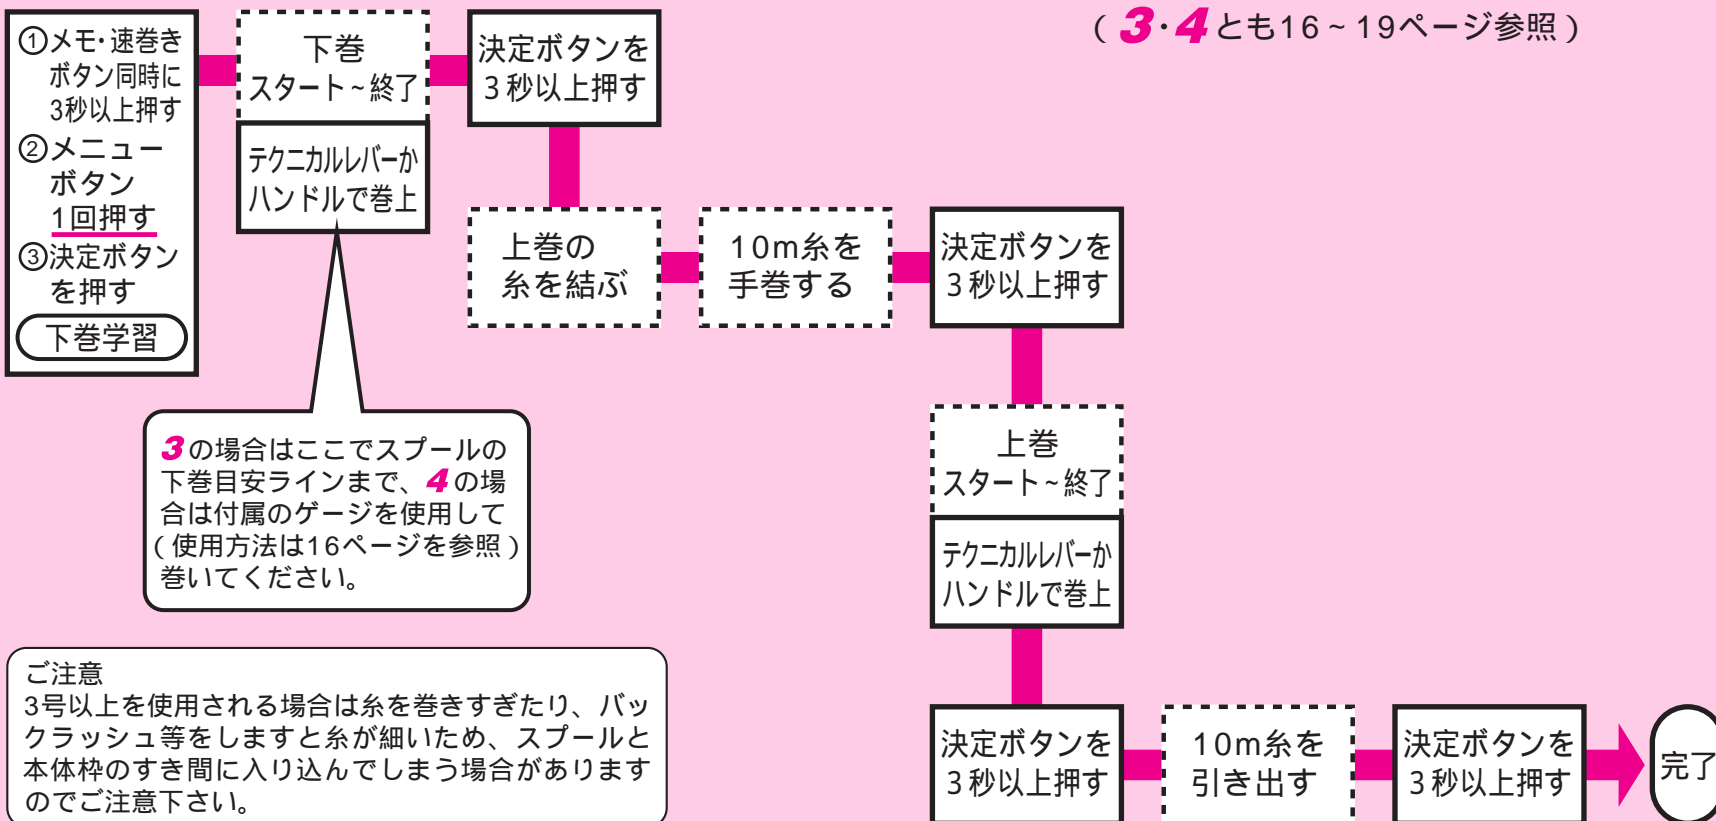 (3・4とも16~19ページ参照)
①メモ・速巻き
ボタン同時に
3秒以上押す
②メニュー
ボタン
1回押す
③決定ボタン
を押す
下巻学習
下巻
スタート~終了
テクニカルレバーか
ハンドルで巻上
決定ボタンを
3秒以上押す
上巻の
糸を結ぶ
10m糸を
手巻する
決定ボタンを
3秒以上押す
上巻
スタート~終了
テクニカルレバーか
ハンドルで巻上
3の場合はここでスプールの
下巻目安ラインまで、4の場
合は付属のゲージを使用して
(使用方法は16ページを参照)
巻いてください。
決定ボタンを
3秒以上押す
10m糸を
引き出す
決定ボタンを
3秒以上押す
完了
ご注意
3号以上を使用される場合は糸を巻きすぎたり、バッ
クラッシュ等をしますと糸が細いため、スプールと
本体枠のすき間に入り込んでしまう場合があります
のでご注意下さい。